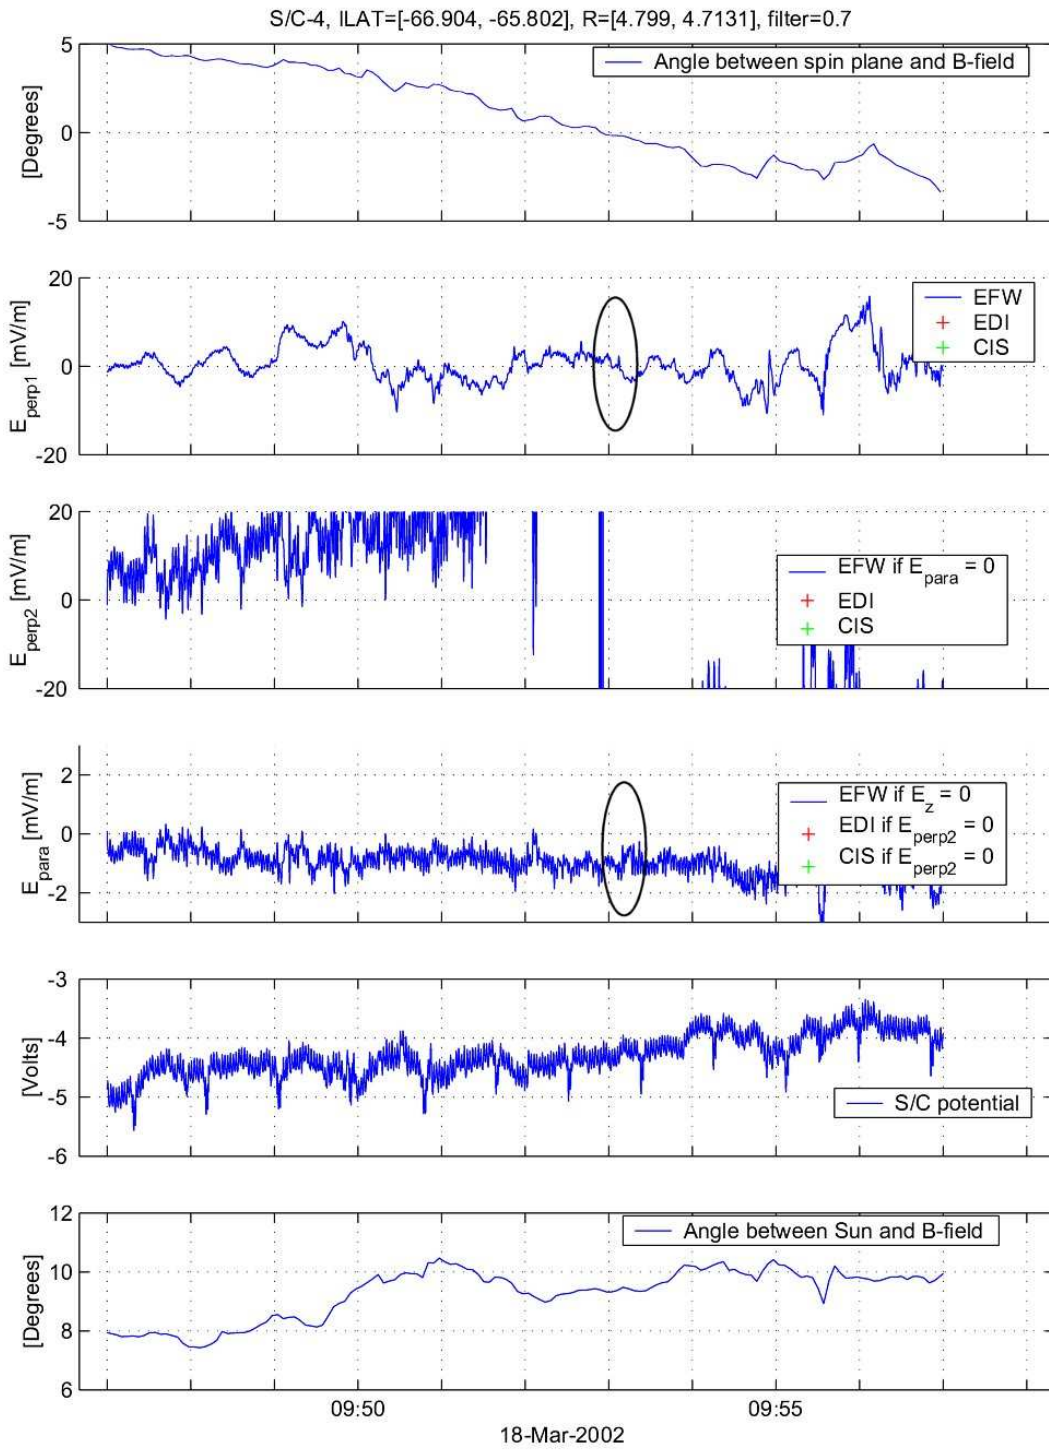 S/C-4, ILAT=[-66.904, -65.802], R=[4.799, 4.7131], filter=0.7
5
0
-5
[Degrees]
Angle between spin plane and B-field
20
0
-20
E_perp1 [mV/m]
EFW
EDI
CIS
20
0
-20
E_perp2 [mV/m]
EFW if E_para = 0
EDI
CIS
2
0
-2
E_para [mV/m]
EFW if E_z = 0
EDI if E_perp2 = 0
CIS if E_perp2 = 0
-3
-4
-5
-6
[Volts]
S/C potential
12
10
8
6
[Degrees]
Angle between Sun and B-field
09:50
09:55
18-Mar-2002